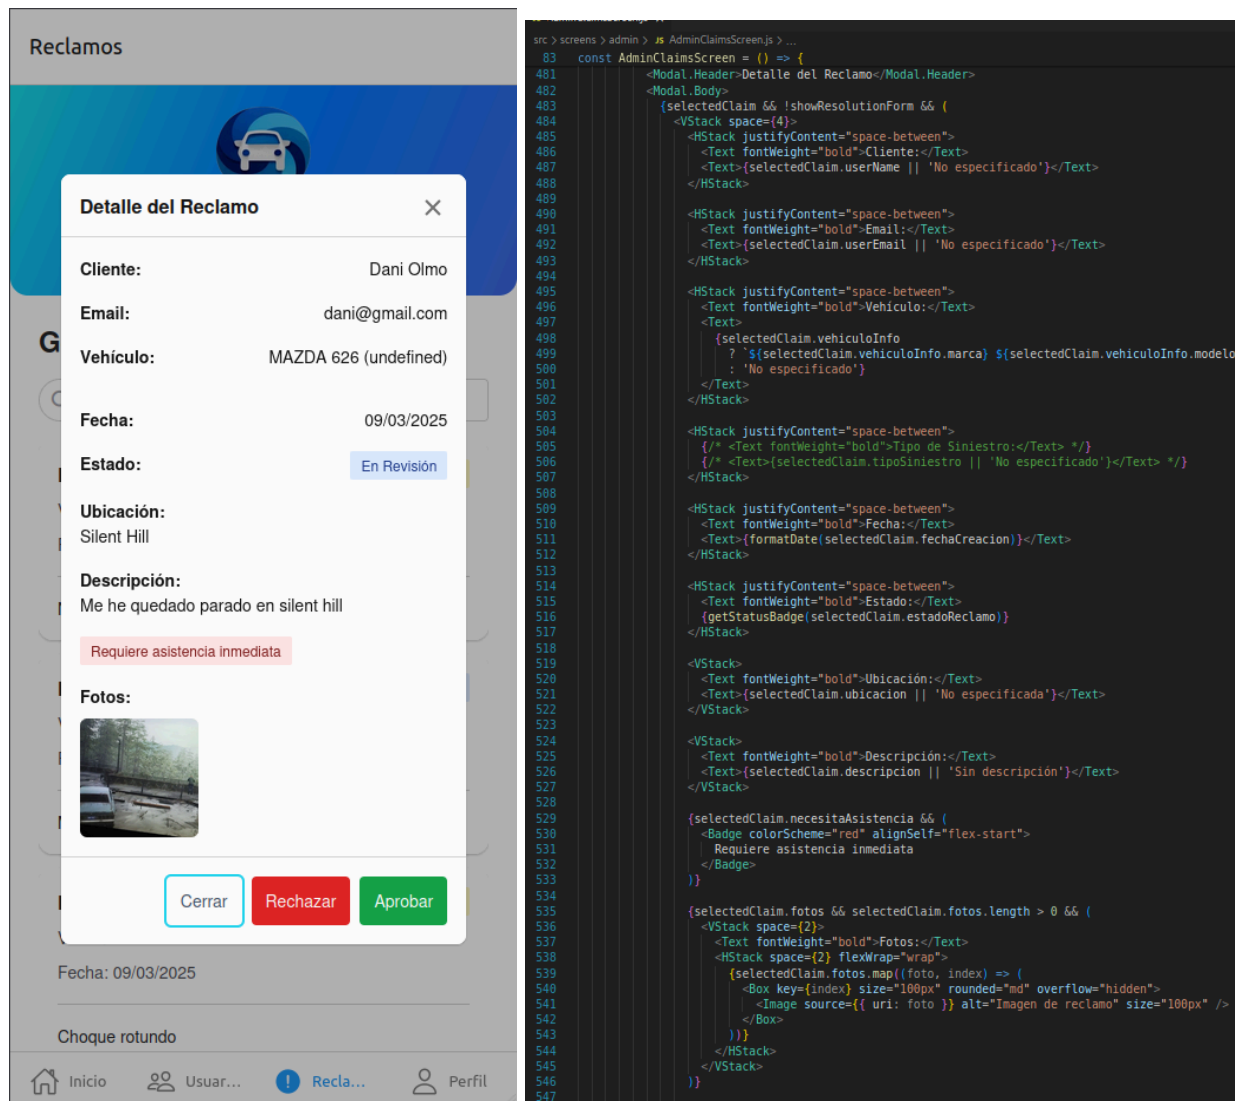 Reclamos
Detalle del Reclamo
Cliente:
Dani Olmo
Email:
dani@gmail.com
Vehículo:
MAZDA 626 (undefined)
Fecha:
09/03/2025
Estado:
En Revisión
Ubicación:
Silent Hill
Descripción:
Me he quedado parado en silent hill
Requiere asistencia inmediata
Fotos:
Cerrar
Rechazar
Aprobar
G
Fecha: 09/03/2025
Choque rotundo
Inicio
Usuar...
Recla...
Perfil
src > screens > admin > JS AdminClaimsScreen.js > ...
83 const AdminClaimsScreen = () => {
481 <Modal.Header>Detalle del Reclamo</Modal.Header>
482 <Modal.Body>
483 {selectedClaim && !showResolutionForm && (
484 <VStack space={4}>
485 <HStack justifyContent="space-between">
486 <Text fontWeight="bold">Cliente:</Text>
487 <Text>{selectedClaim.userName || 'No especificado'}</Text>
488 </HStack>
489
490 <HStack justifyContent="space-between">
491 <Text fontWeight="bold">Email:</Text>
492 <Text>{selectedClaim.userEmail || 'No especificado'}</Text>
493 </HStack>
494
495 <HStack justifyContent="space-between">
496 <Text fontWeight="bold">Vehículo:</Text>
497 <Text>
498 {selectedClaim.vehiculoInfo
499 ? `${selectedClaim.vehiculoInfo.marca} ${selectedClaim.vehiculoInfo.modelo
500 : 'No especificado'}
501 </Text>
502 </HStack>
503
504 <HStack justifyContent="space-between">
505 {/* <Text fontWeight="bold">Tipo de Siniestro:</Text> */}
506 {/* <Text>{selectedClaim.tipoSiniestro || 'No especificado'}</Text> */}
507 </HStack>
508
509 <HStack justifyContent="space-between">
510 <Text fontWeight="bold">Fecha:</Text>
511 <Text>{formatDate(selectedClaim.fechaCreacion)}</Text>
512 </HStack>
513
514 <HStack justifyContent="space-between">
515 <Text fontWeight="bold">Estado:</Text>
516 {getStatusBadge(selectedClaim.estadoReclamo)}
517 </HStack>
518
519 <VStack>
520 <Text fontWeight="bold">Ubicación:</Text>
521 <Text>{selectedClaim.ubicacion || 'No especificada'}</Text>
522 </VStack>
523
524 <VStack>
525 <Text fontWeight="bold">Descripción:</Text>
526 <Text>{selectedClaim.descripcion || 'Sin descripción'}</Text>
527 </VStack>
528
529 {selectedClaim.necesitaAsistencia && (
530 <Badge colorScheme="red" alignSelf="flex-start">
531 Requiere asistencia inmediata
532 </Badge>
533 )}
534
535 {selectedClaim.fotos && selectedClaim.fotos.length > 0 && (
536 <VStack space={2}>
537 <Text fontWeight="bold">Fotos:</Text>
538 <HStack space={2} flexWrap="wrap">
539 {selectedClaim.fotos.map((foto, index) => (
540 <Box key={index} size="100px" rounded="md" overflow="hidden">
541 <Image source={{ uri: foto }} alt="Imagen de reclamo" size="100px" />
542 </Box>
543 ))}
544 </HStack>
545 </VStack>
546 )}
547